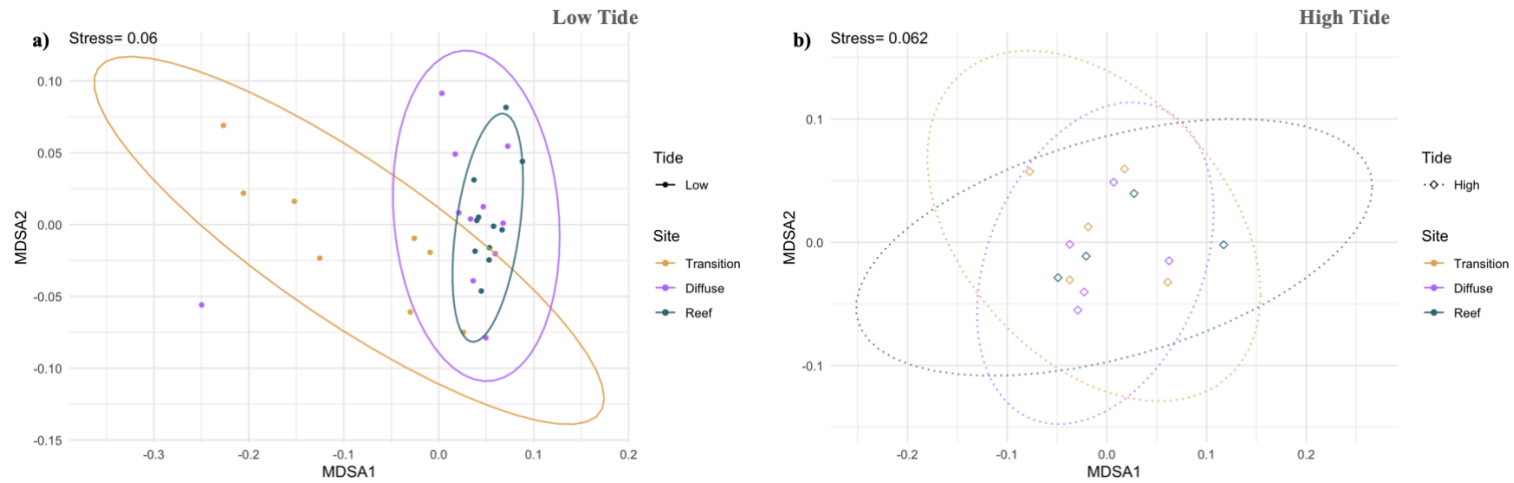 Low Tide
a) Stress= 0.06
0.10
0.05
0.00
-0.05
-0.10
-0.15
MDSA2
-0.3
-0.2
-0.1
0.0
0.1
0.2
MDSA1
Tide
Low
Site
Transition
Diffuse
Reef
High Tide
b) Stress= 0.062
0.1
0.0
-0.1
MDSA2
-0.2
-0.1
0.0
0.1
0.2
MDSA1
Tide
High
Site
Transition
Diffuse
Reef